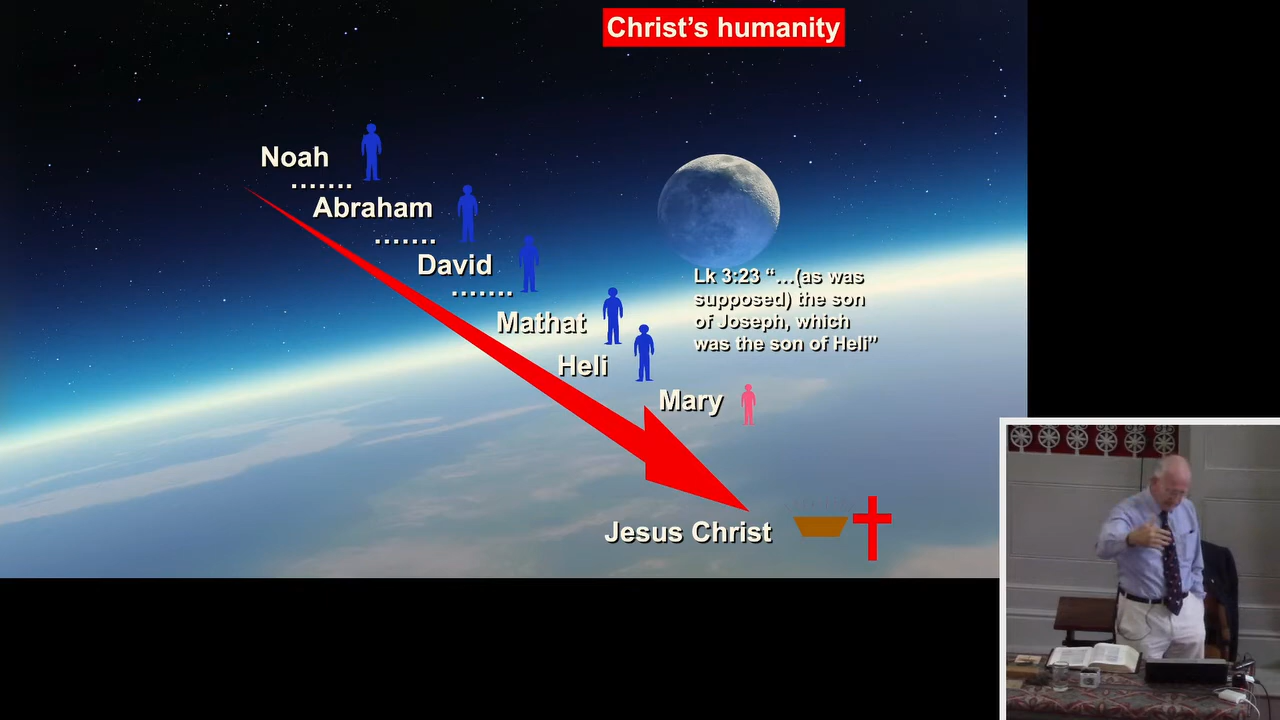 Christ's humanity
Noah
.......
Abraham
.......
David
.......
Mathat
Heli
Mary
Lk 3:23 “...(as was
supposed) the son
of Joseph, which
was the son of Heli”
Jesus Christ